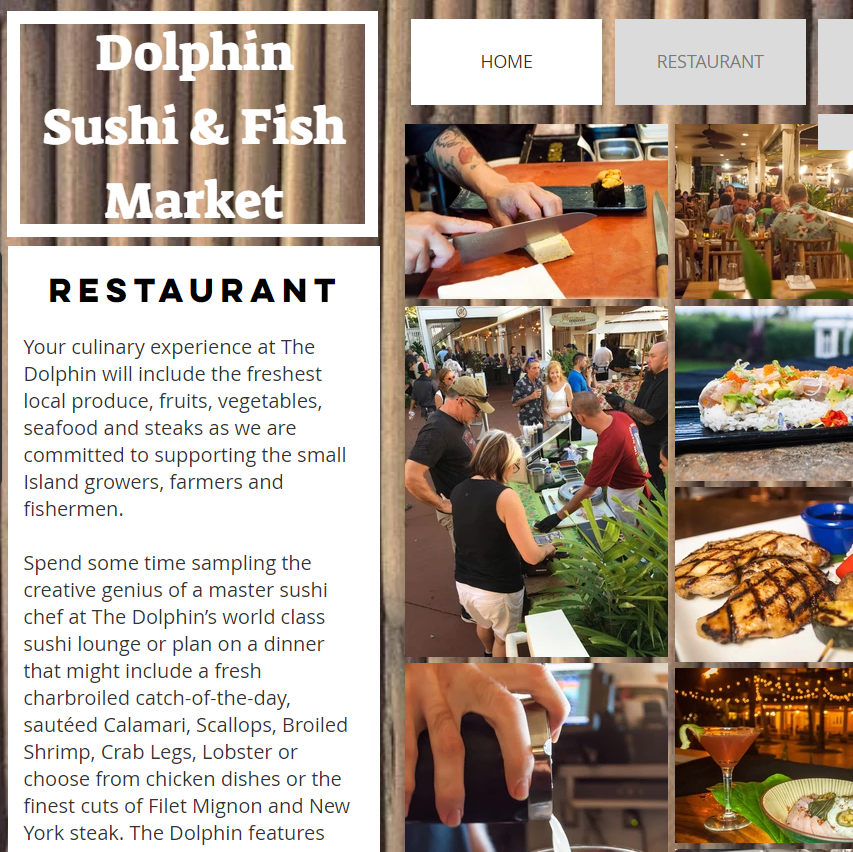 Dolphin
Sushi & Fish
Market
HOME
RESTAURANT
RESTAURANT
Your culinary experience at The
Dolphin will include the freshest
local produce, fruits, vegetables,
seafood and steaks as we are
committed to supporting the small
Island growers, farmers and
fishermen.
Spend some time sampling the
creative genius of a master sushi
chef at The Dolphin’s world class
sushi lounge or plan on a dinner
that might include a fresh
charbroiled catch-of-the-day,
sautéed Calamari, Scallops, Broiled
Shrimp, Crab Legs, Lobster or
choose from chicken dishes or the
finest cuts of Filet Mignon and New
York steak. The Dolphin features